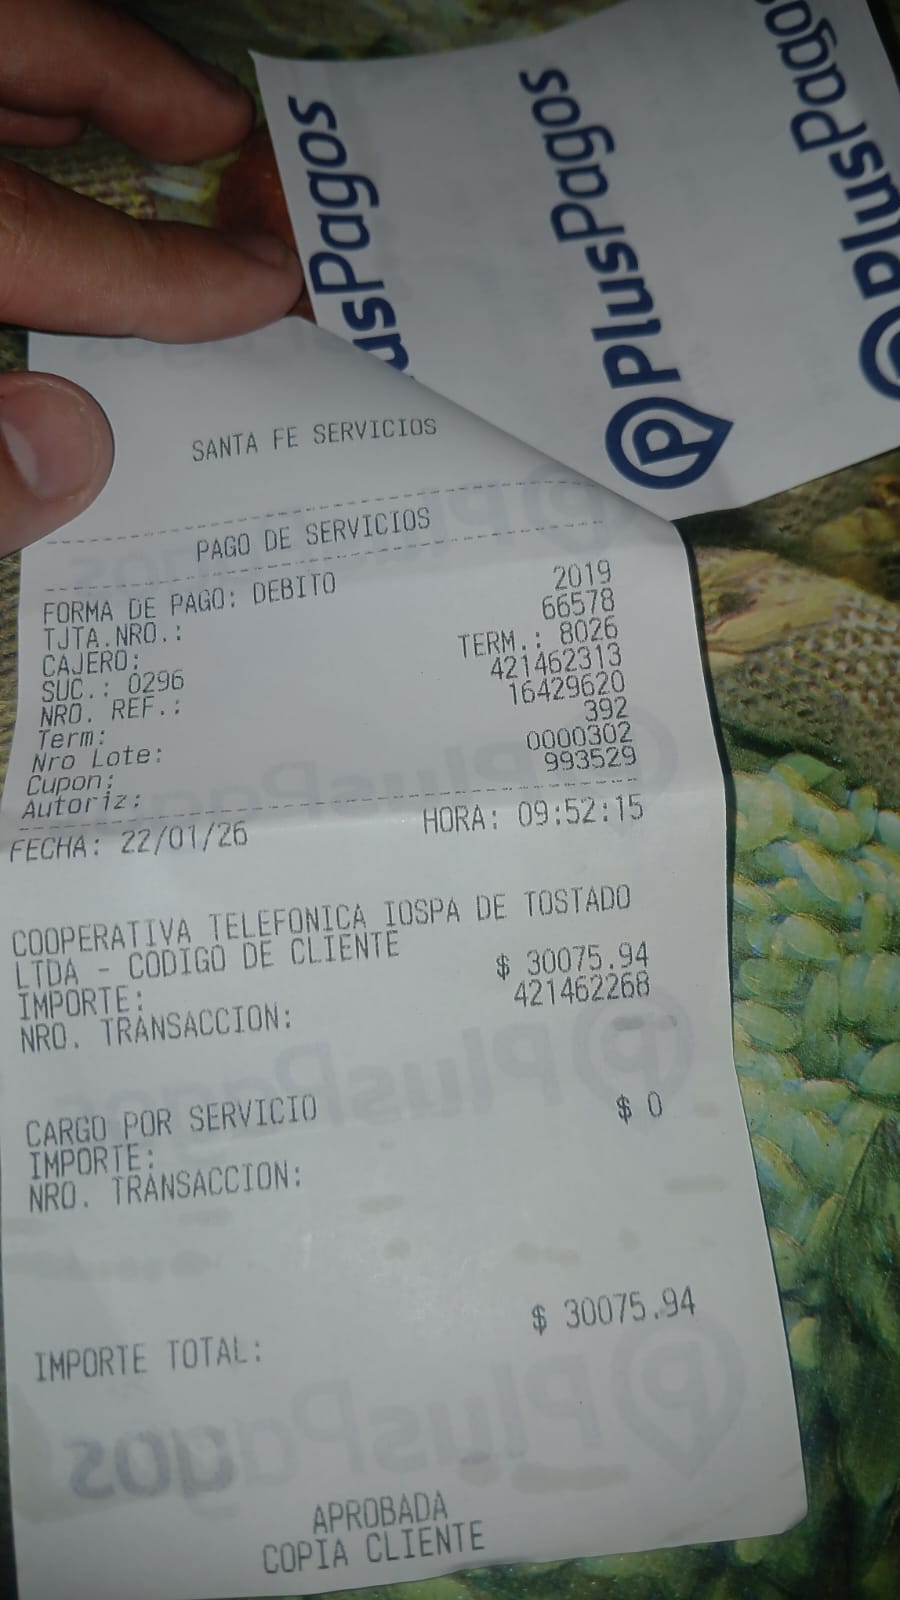 PlusPagos
PlusPagos
usPagos
SANTA FE SERVICIOS
PAGO DE SERVICIOS
FORMA DE PAGO: DEBITO
TJTA.NRO.: 2019
CAJERO: 66578
SUC.: 0296 TERM.: 8026
NRO. REF.: 421462313
Term: 16429620
Nro Lote: 392
Cupon: 0000302
Autoriz: 993529
FECHA: 22/01/26 HORA: 09:52:15
COOPERATIVA TELEFONICA IOSPA DE TOSTADO
LTDA - CODIGO DE CLIENTE
IMPORTE: $ 30075.94
NRO. TRANSACCION: 421462268
CARGO POR SERVICIO
IMPORTE: $ 0
NRO. TRANSACCION:
IMPORTE TOTAL: $ 30075.94
APROBADA
COPIA CLIENTE